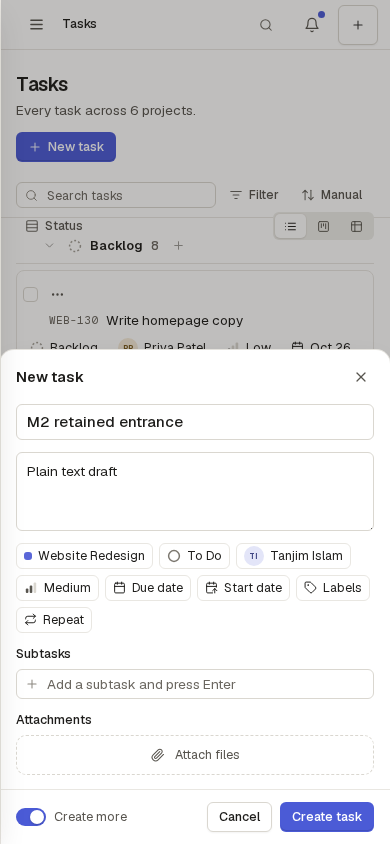 Tasks
Tasks
Every task across 6 projects.
New task
Search tasks
Filter
Manual
Status
Backlog 8
WEB-130 Write homepage copy
Backlog
Priya Patel
Low
Oct 26
New task
M2 retained entrance
Plain text draft
Website Redesign
To Do
TI Tanjim Islam
Medium
Due date
Start date
Labels
Repeat
Subtasks
Add a subtask and press Enter
Attachments
Attach files
Create more
Cancel
Create task